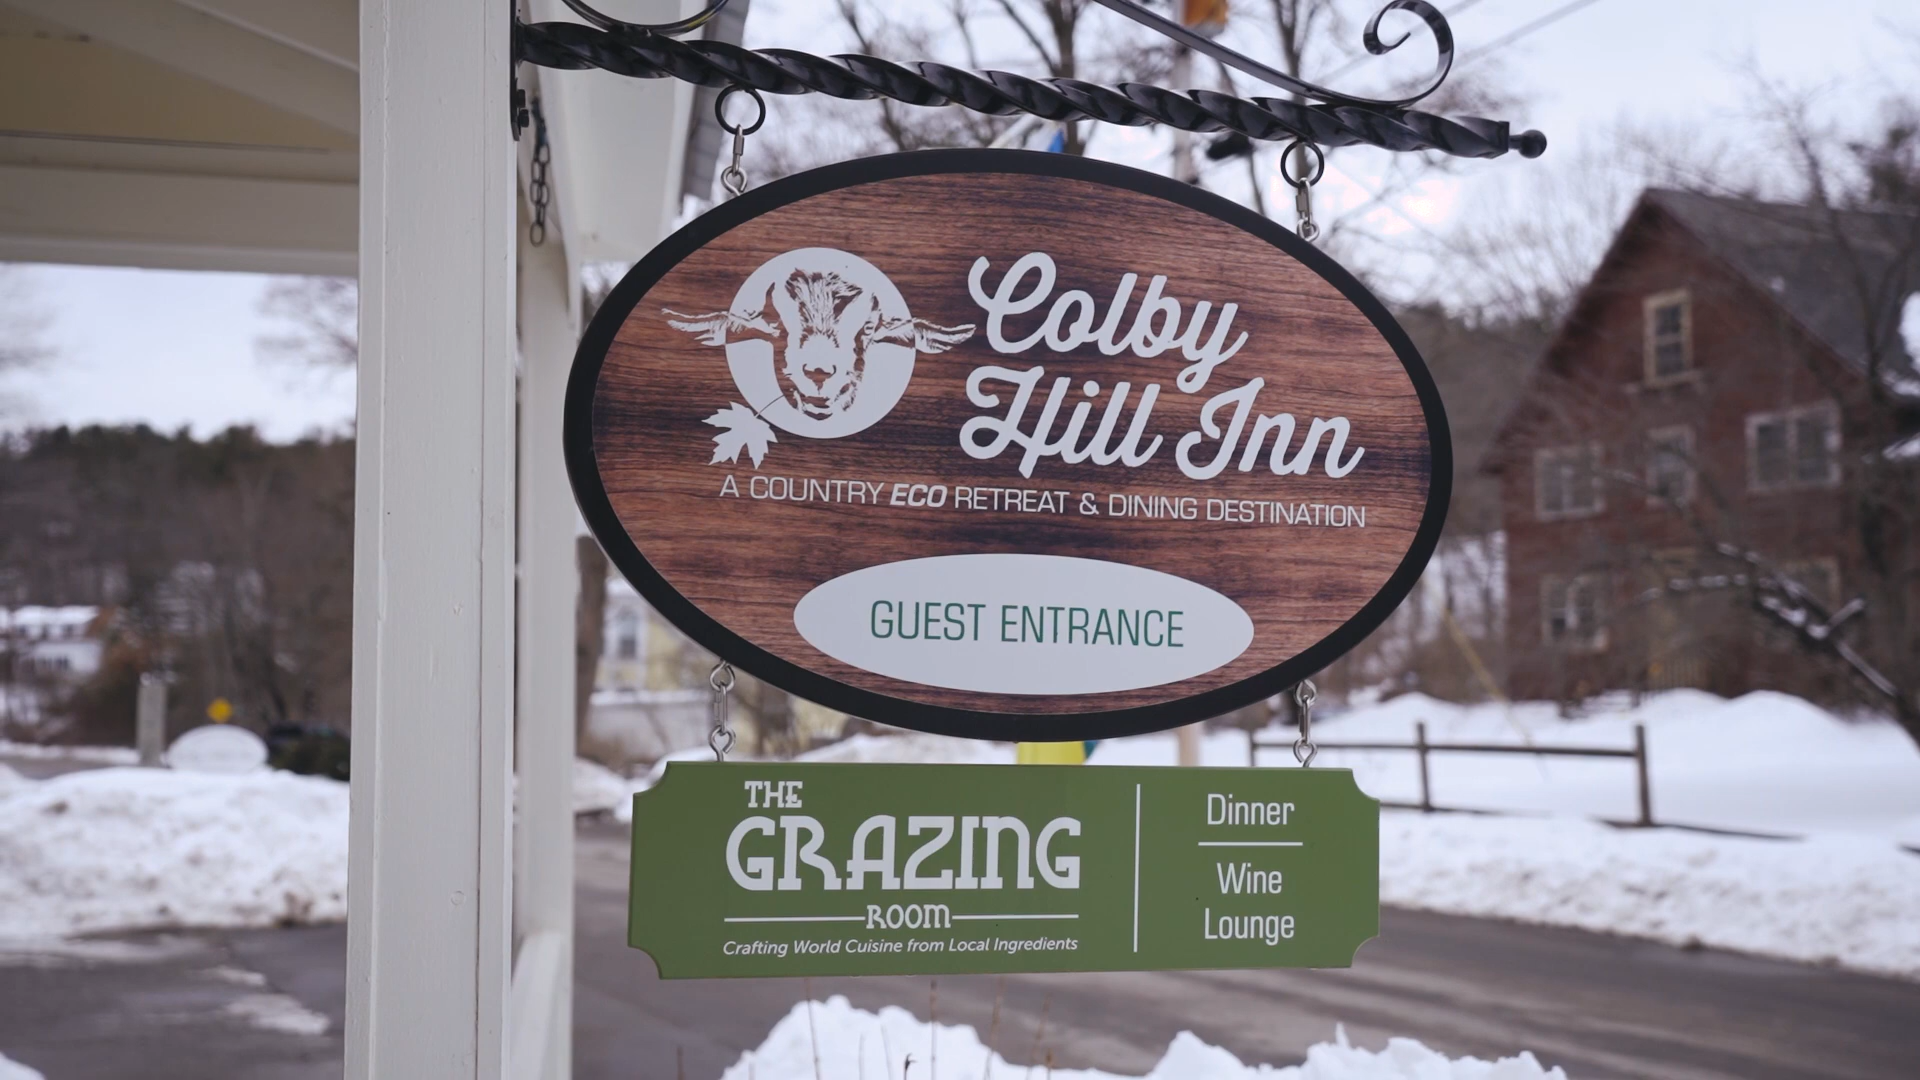 Colby
Hill Inn
A COUNTRY ECO RETREAT & DINING DESTINATION
GUEST ENTRANCE
THE
GRAZING
ROOM
Crafting World Cuisine from Local Ingredients
Dinner
Wine
Lounge